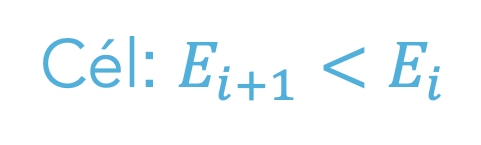 Cél: $E_{i+1} < E_i$